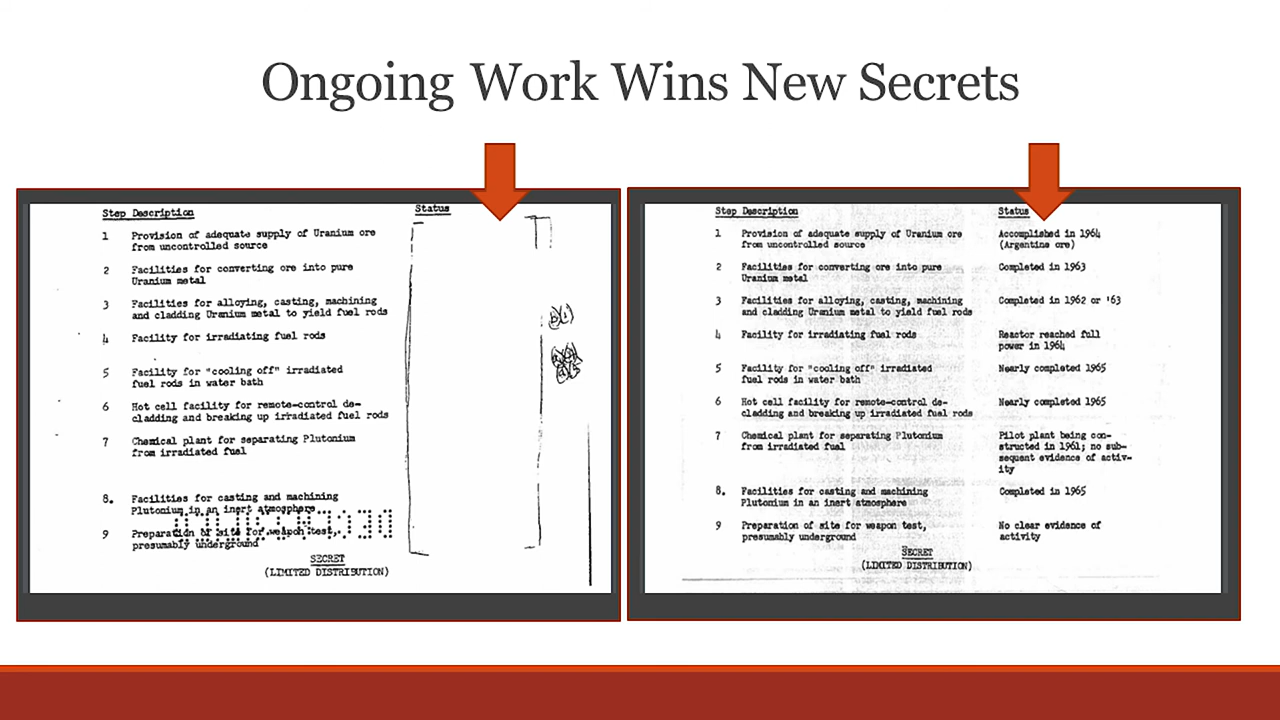 Ongoing Work Wins New Secrets
Step Description
Status
1 Provision of adequate supply of Uranium ore
from uncontrolled source
2 Facilities for converting ore into pure
Uranium metal
3 Facilities for alloying, casting, machining
and cladding Uranium metal to yield fuel rods
4 Facility for irradiating fuel rods
5 Facility for "cooling off" irradiated
fuel rods in water bath
6 Hot cell facility for remote-control de-
cladding and breaking up irradiated fuel rods
7 Chemical plant for separating Plutonium
from irradiated fuel
8. Facilities for casting and machining
Plutonium in an inert atmosphere
9 Preparation of site for weapon test,
presumably underground
SECRET
(LIMITED DISTRIBUTION)
Step Description
Status
1 Provision of adequate supply of Uranium ore
from uncontrolled source
Accomplished in 1964
(Argentine ore)
2 Facilities for converting ore into pure
Uranium metal
Completed in 1963
3 Facilities for alloying, casting, machining
and cladding Uranium metal to yield fuel rods
Completed in 1962 or '63
4 Facility for irradiating fuel rods
Reactor reached full
power in 1964
5 Facility for "cooling off" irradiated
fuel rods in water bath
Nearly completed 1965
6 Hot cell facility for remote-control de-
cladding and breaking up irradiated fuel rods
Nearly completed 1965
7 Chemical plant for separating Plutonium
from irradiated fuel
Pilot plant being con-
structed in 1961; no sub-
sequent evidence of activ-
ity
8. Facilities for casting and machining
Plutonium in an inert atmosphere
Completed in 1965
9 Preparation of site for weapon test,
presumably underground
No clear evidence of
activity
SECRET
(LIMITED DISTRIBUTION)